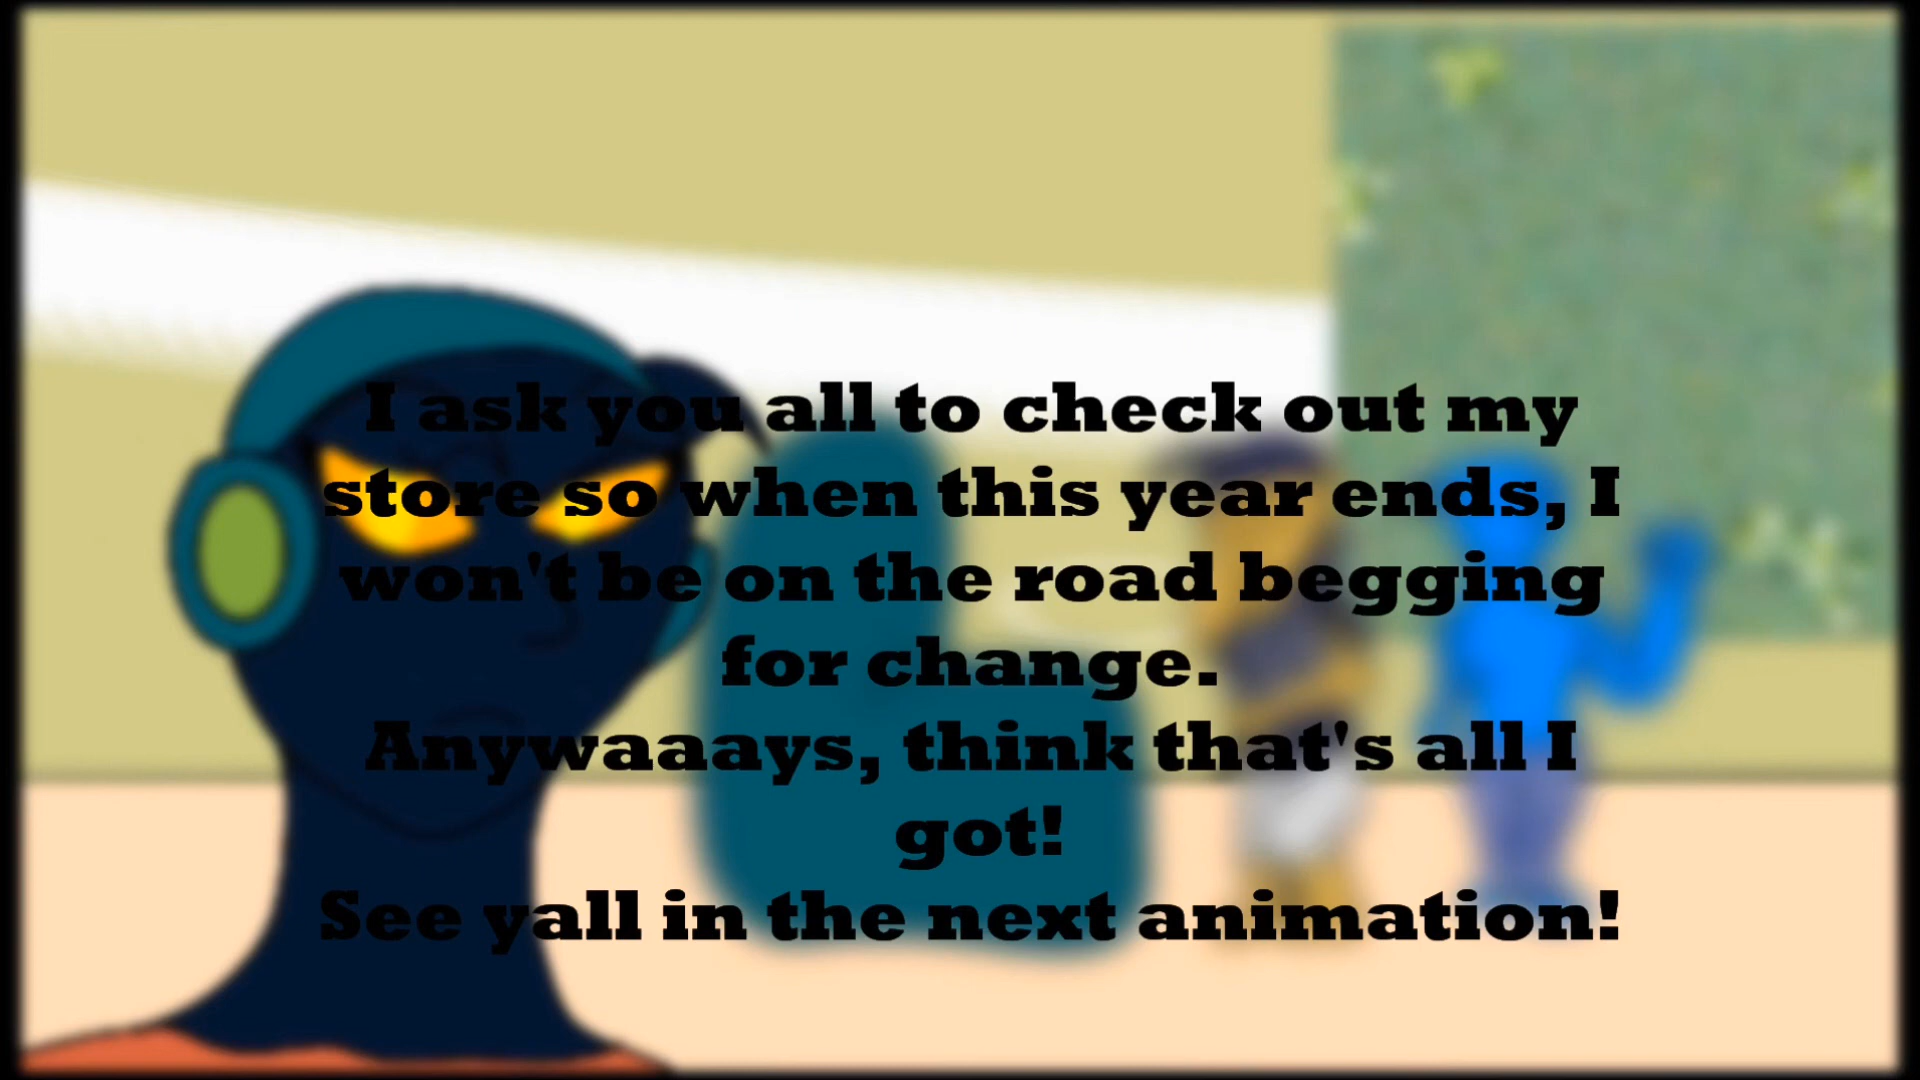 I ask you all to check out my
store so when this year ends, I
won't be on the road begging
for change.
Anywaaays, think that's all I
got!
See yall in the next animation!